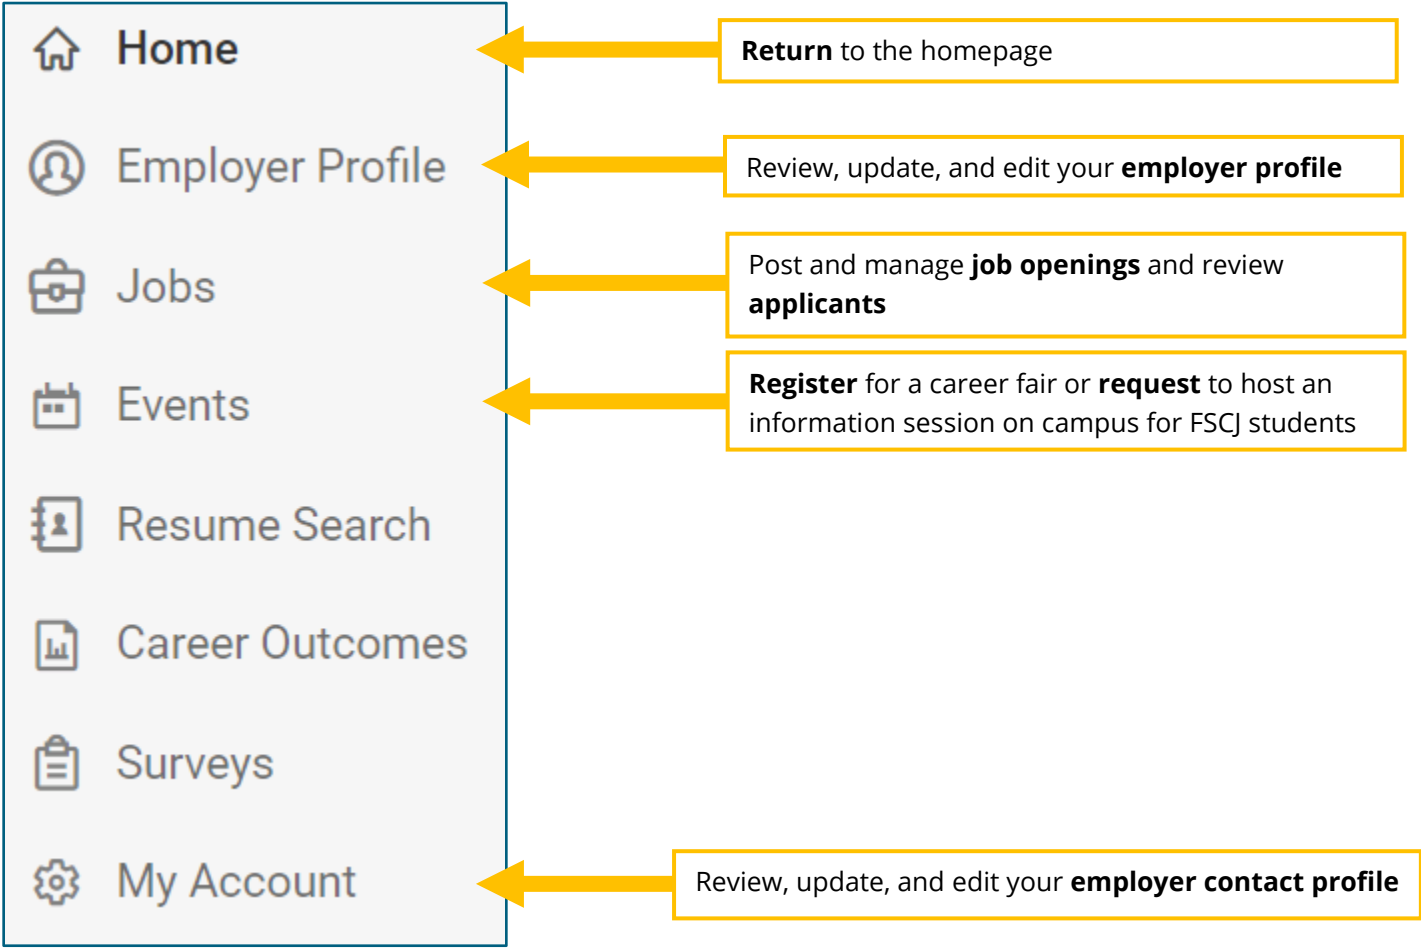 Home
Return to the homepage
Employer Profile
Review, update, and edit your employer profile
Jobs
Post and manage job openings and review
applicants
Events
Register for a career fair or request to host an
information session on campus for FSCJ students
Resume Search
Career Outcomes
Surveys
My Account
Review, update, and edit your employer contact profile